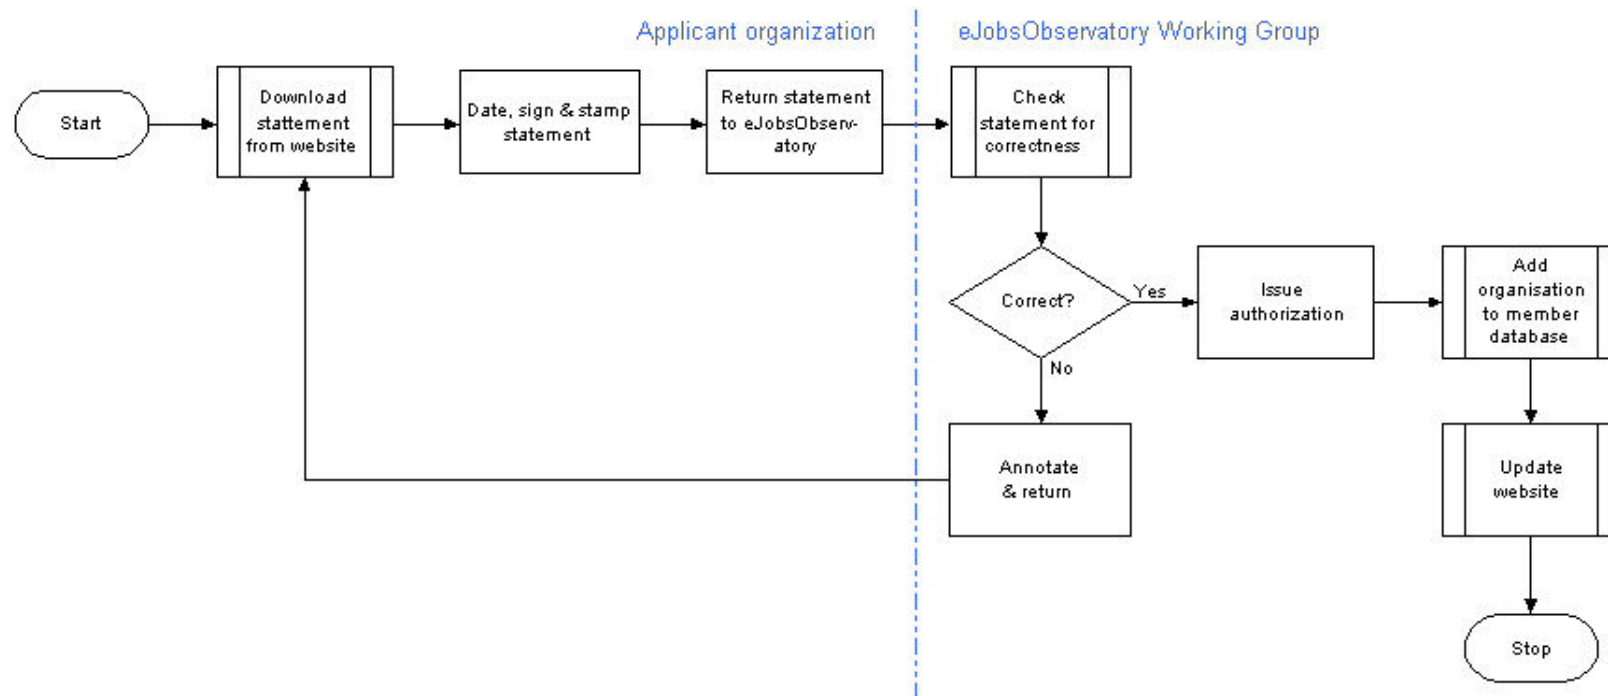 Applicant organization
eJobsObservatory Working Group
Start
Download
stattement
from website
Date, sign & stamp
statement
Return statement
to eJobsObserv-
atory
Check
statement for
correctness
Correct?
Yes
Issue
authorization
Add
organisation
to member
database
No
Annotate
& return
Update
website
Stop